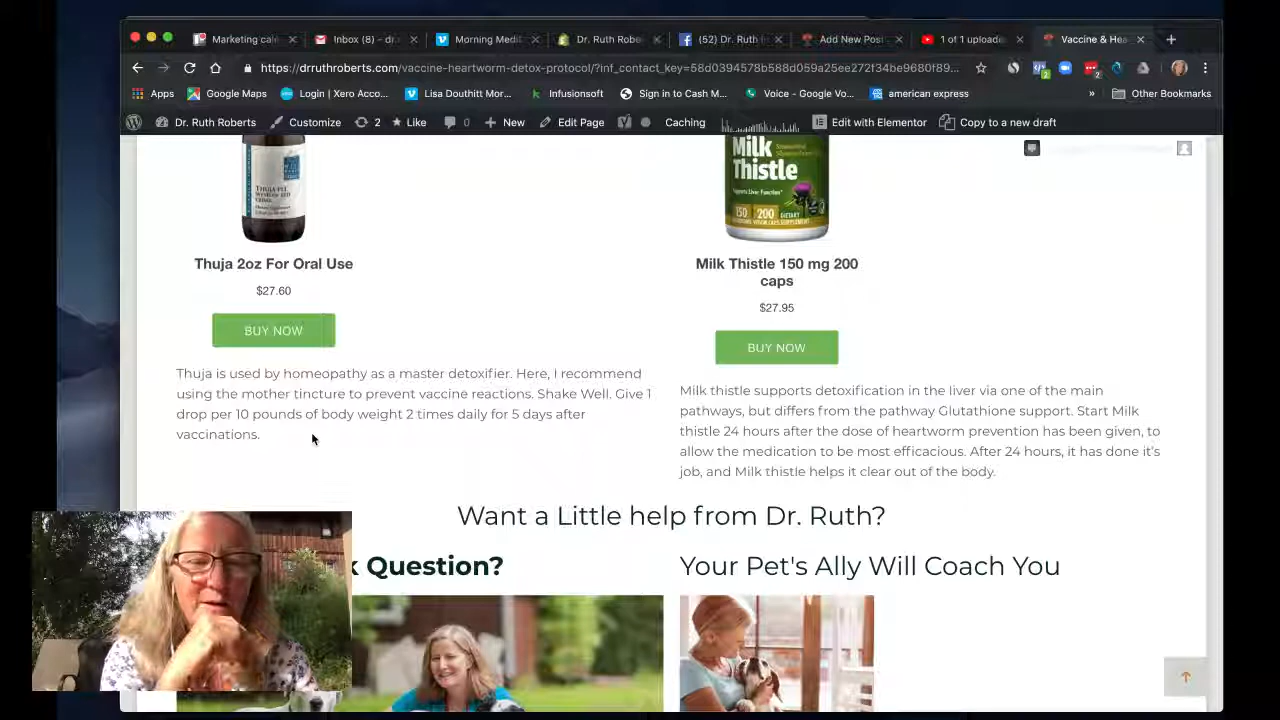 Marketing cal
Inbox (8) - dr.
Morning Medit
Dr. Ruth Robe
(52) Dr. Ruth
Add New Post
1 of 1 uploade
Vaccine & Hea
https://drruthroberts.com/vaccine-heartworm-detox-protocol/?inf_contact_key=58d0394578b588d059a25ee272f34be9680f89...
Apps
Google Maps
Login | Xero Acco...
Lisa Douthitt Mor...
Infusionsoft
Sign in to Cash M...
Voice - Google Vo...
american express
»
Other Bookmarks
Dr. Ruth Roberts
Customize
2
Like
0
New
Edit Page
Caching
Edit with Elementor
Copy to a new draft
Milk
Thistle
Supports Liver Function*
150
200
Thuja 2oz For Oral Use
$27.60
BUY NOW
Thuja is used by homeopathy as a master detoxifier. Here, I recommend
using the mother tincture to prevent vaccine reactions. Shake Well. Give 1
drop per 10 pounds of body weight 2 times daily for 5 days after
vaccinations.
Milk Thistle 150 mg 200
caps
$27.95
BUY NOW
Milk thistle supports detoxification in the liver via one of the main
pathways, but differs from the pathway Glutathione support. Start Milk
thistle 24 hours after the dose of heartworm prevention has been given, to
allow the medication to be most efficacious. After 24 hours, it has done it's
job, and Milk thistle helps it clear out of the body.
Want a Little help from Dr. Ruth?
k Question?
Your Pet's Ally Will Coach You